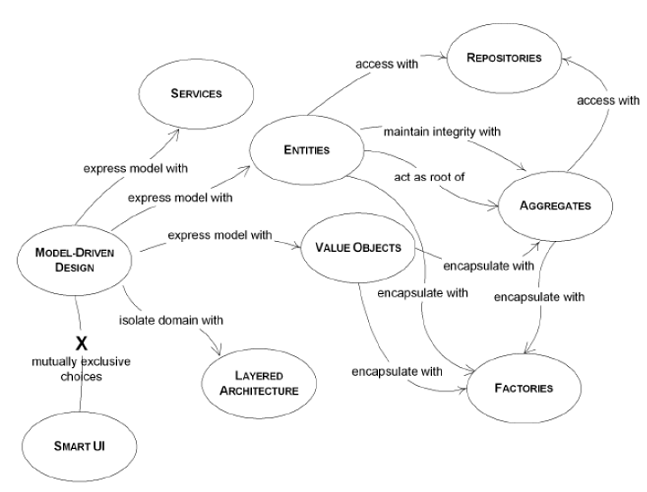 REPOSITORIES
access with
SERVICES
access with
maintain integrity with
ENTITIES
express model with
act as root of
express model with
AGGREGATES
express model with
VALUE OBJECTS
MODEL-DRIVEN
DESIGN
encapsulate with
encapsulate with
encapsulate with
isolate domain with
X
mutually exclusive
choices
encapsulate with
LAYERED
ARCHITECTURE
FACTORIES
SMART UI